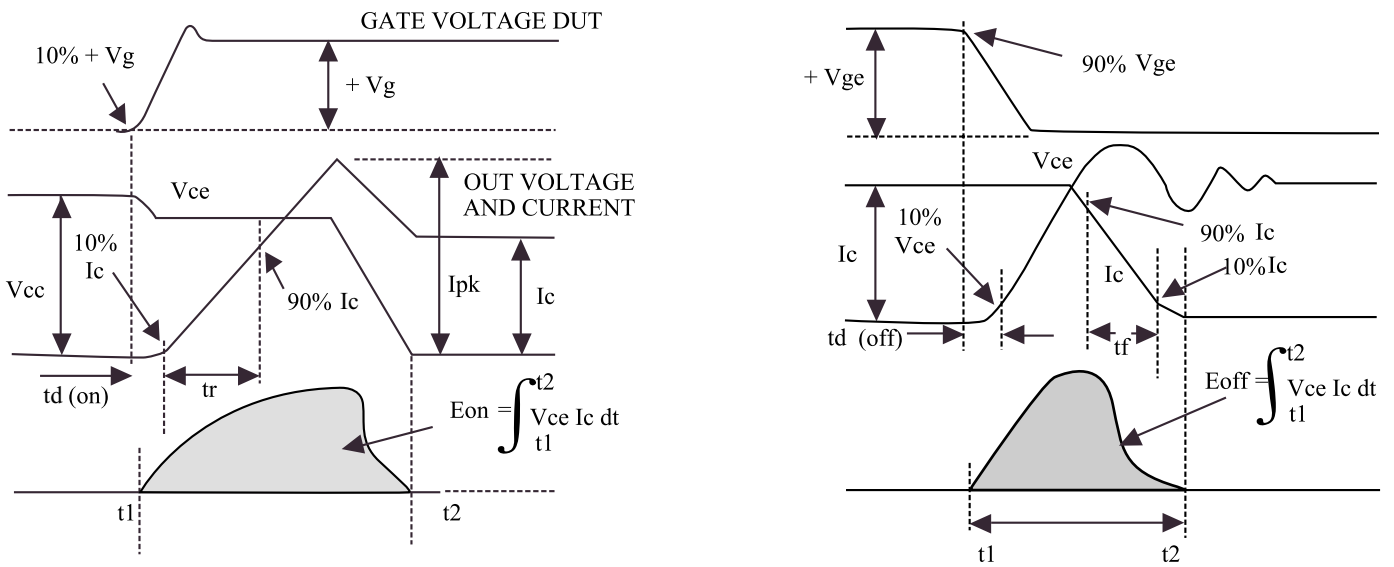 GATE VOLTAGE DUT
10% + Vg
+ Vg
Vce
OUT VOLTAGE
AND CURRENT
10%
Ic
Vcc
90% Ic
Ipk
Ic
td (on)
tr
Eon = ∫ t2
Vce Ic dt
t1
t1
t2
90% Vge
+ Vge
Vce
10%
Vce
90% Ic
Ic
Ic
10% Ic
td (off)
tf
Eoff = ∫ t2
Vce Ic dt
t1
t1
t2